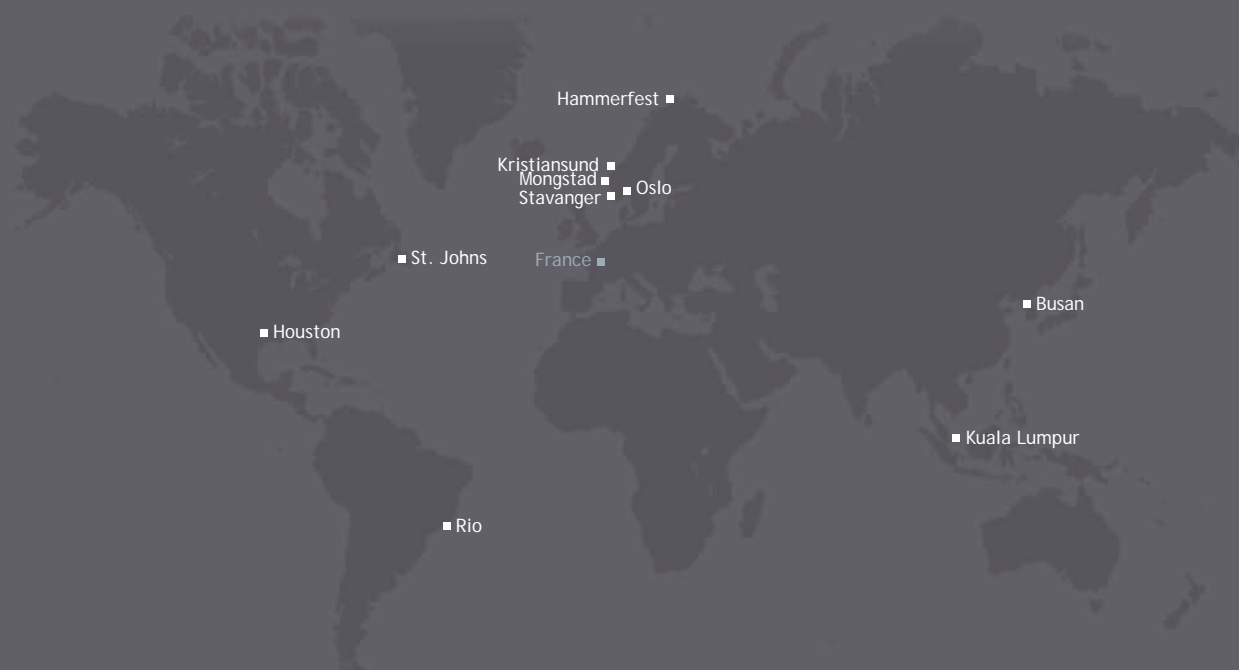 Hammerfest
Kristiansund
Mongstad
Oslo
Stavanger
St. Johns
France
Busan
Houston
Kuala Lumpur
Rio